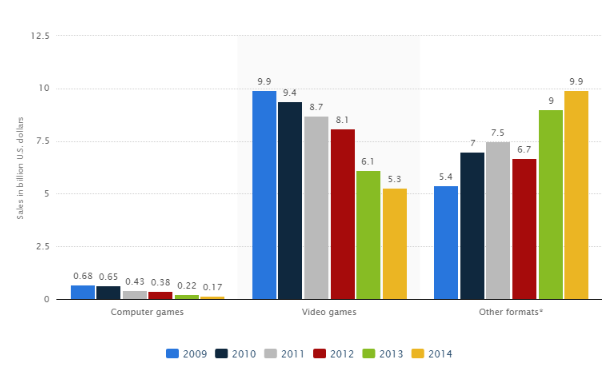 12.5
10
7.5
5
2.5
0
Sales in billion U.S. dollars
0.68 0.65 0.43 0.38 0.22 0.17
9.9 9.4 8.7 8.1 6.1 5.3
5.4 7 7.5 6.7 9 9.9
Computer games Video games Other formats*
2009 2010 2011 2012 2013 2014